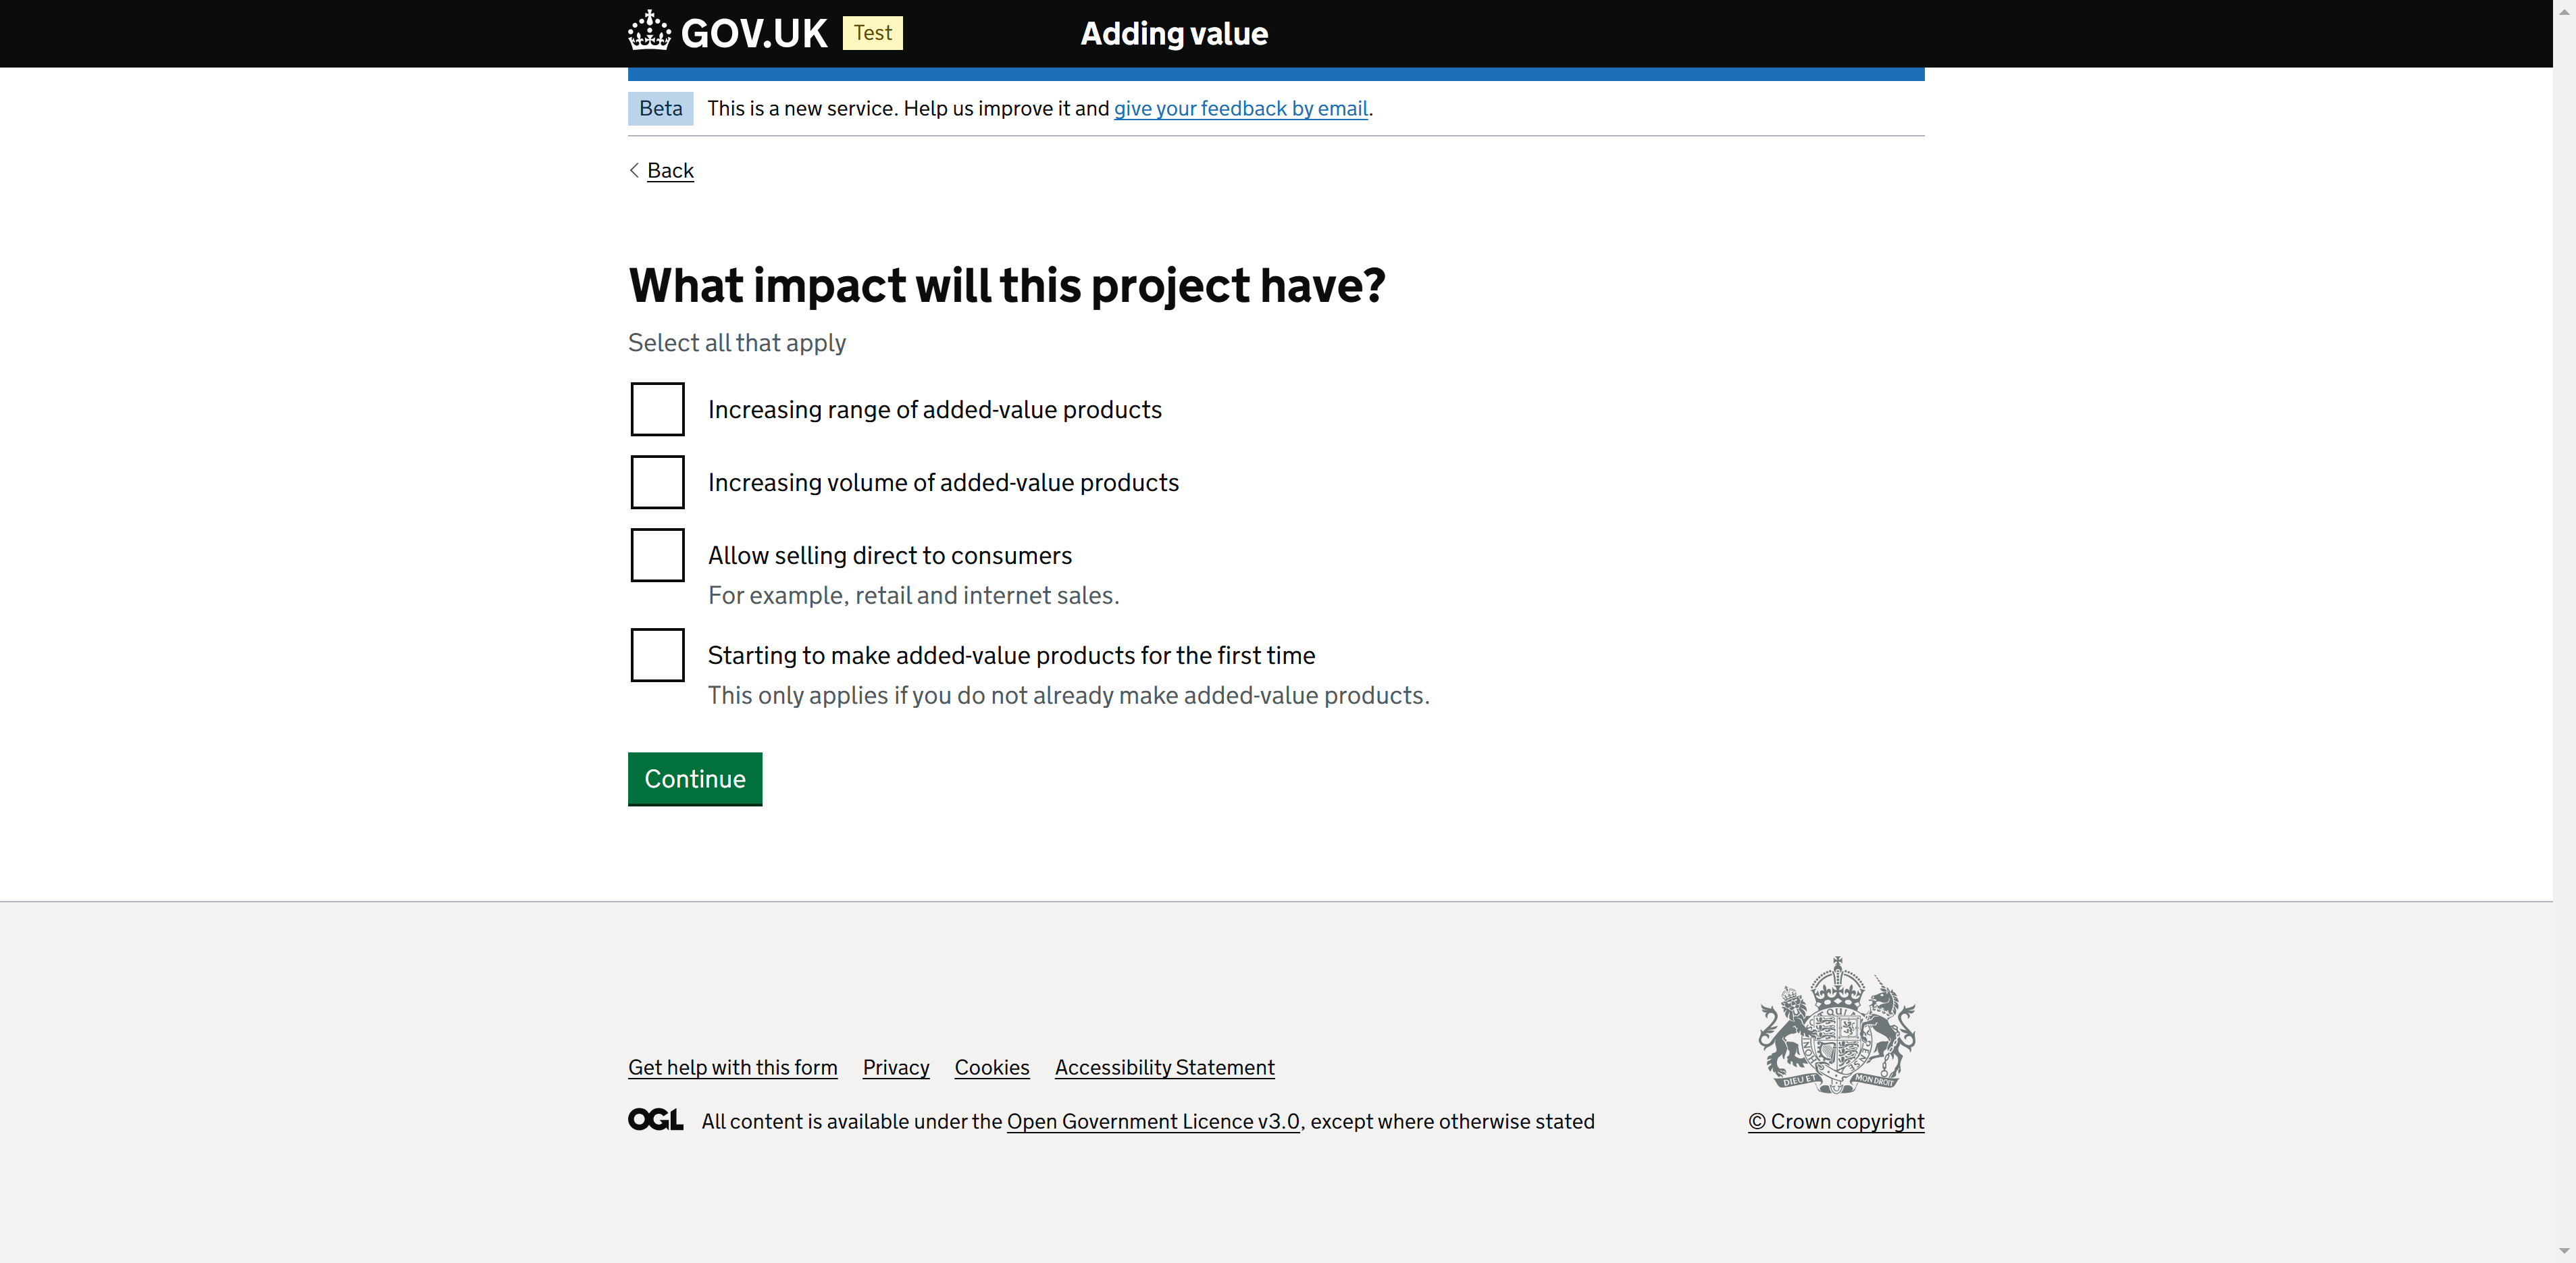 GOV.UK Test Adding value
Beta This is a new service. Help us improve it and give your feedback by email.
Back
What impact will this project have?
Select all that apply
Increasing range of added-value products
Increasing volume of added-value products
Allow selling direct to consumers
For example, retail and internet sales.
Starting to make added-value products for the first time
This only applies if you do not already make added-value products.
Continue
DIEU ET MON DROIT
Get help with this form Privacy Cookies Accessibility Statement
OGL All content is available under the Open Government Licence v3.0, except where otherwise stated
© Crown copyright